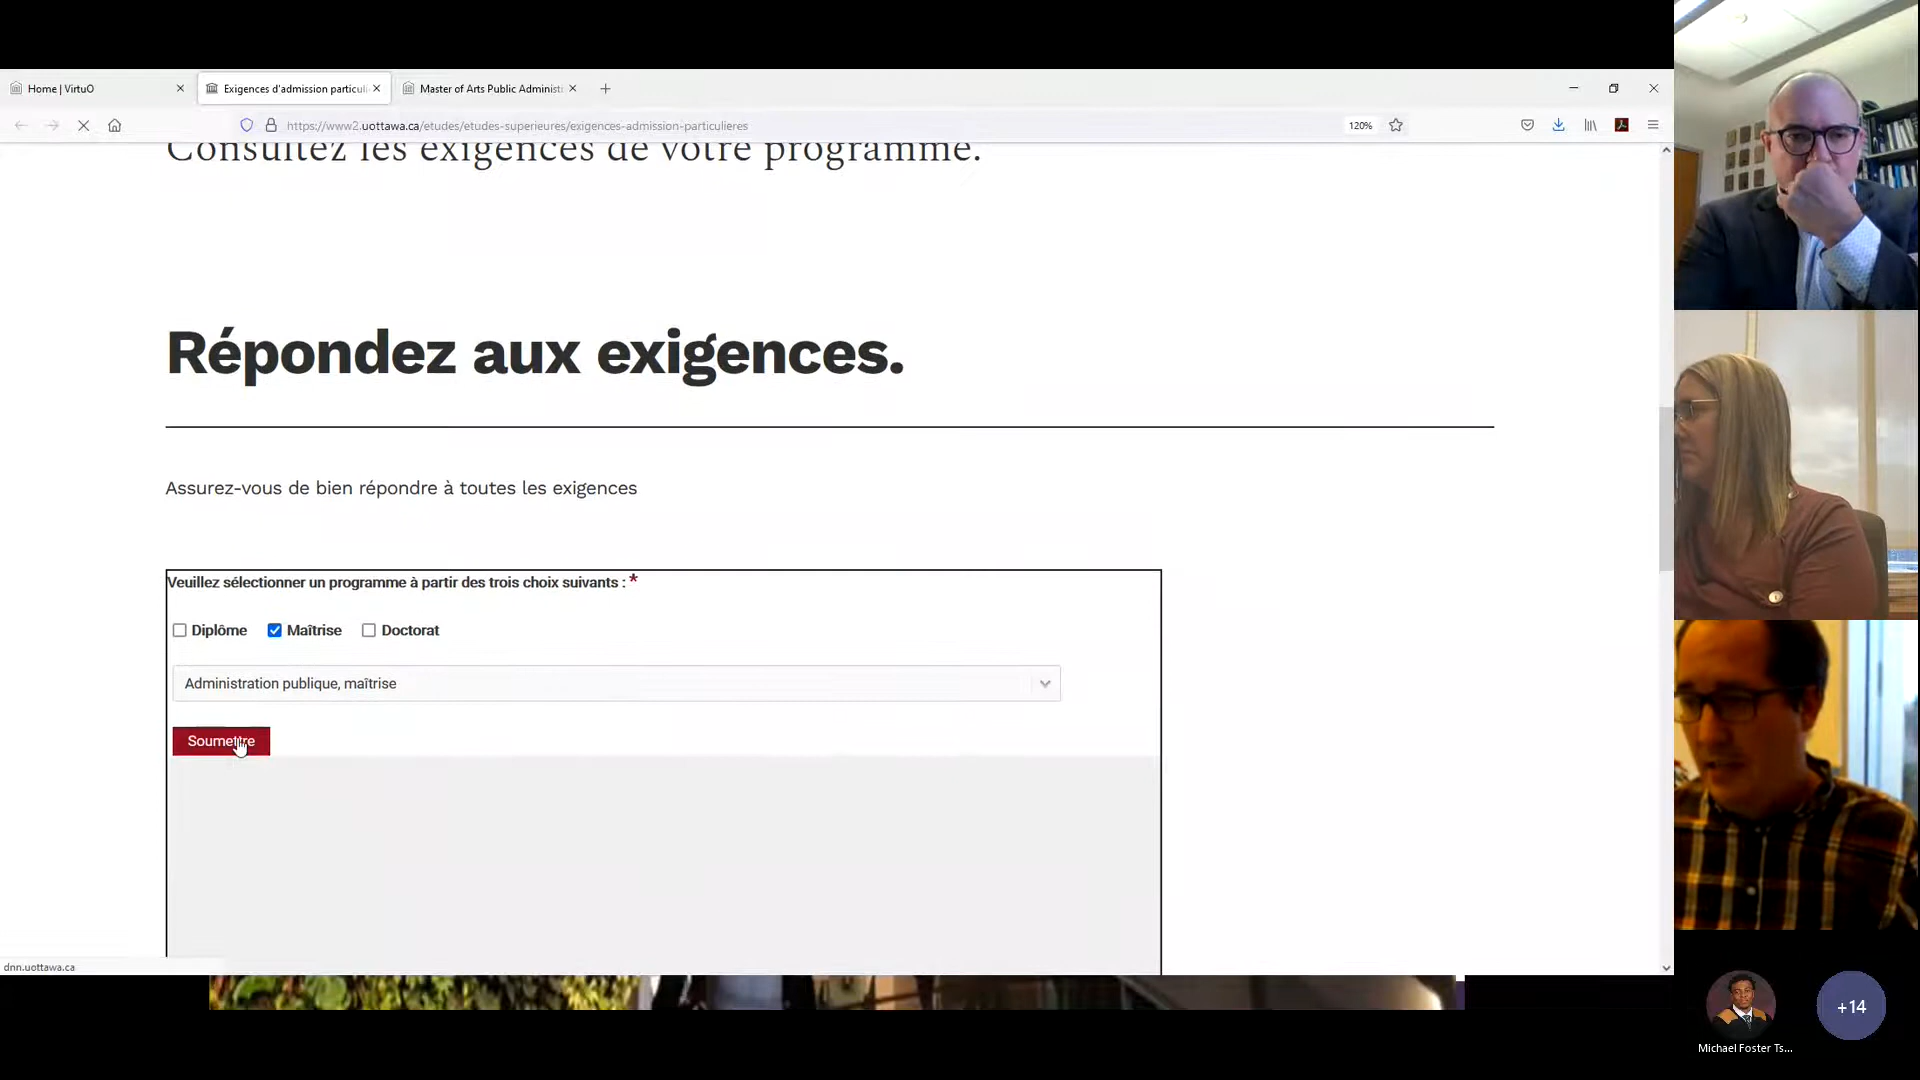 Home | VirtuO
Exigences d'admission particuli
Master of Arts Public Administ
https://www2.uottawa.ca/etudes/etudes-superieures/exigences-admission-particulieres
120%
Consultez les exigences de votre programme.
Répondez aux exigences.
Assurez-vous de bien répondre à toutes les exigences
Veuillez sélectionner un programme à partir des trois choix suivants : *
Diplôme
Maîtrise
Doctorat
Administration publique, maîtrise
Soumettre
dnn.uottawa.ca
+14
Michael Foster Ts...